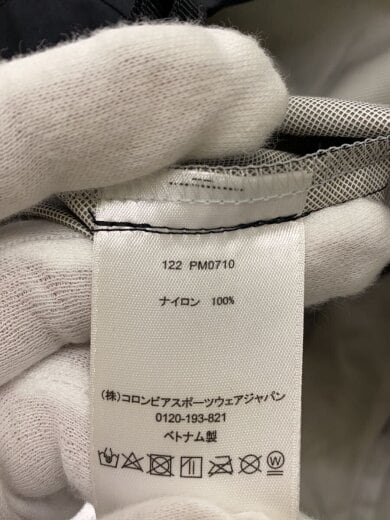 122 PM0710
ナイロン 100%
(株)コロンビアスポーツウェアジャパン
0120-193-821
ベトナム製